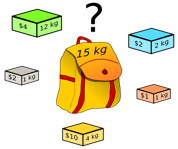 ?
$4 12 kg
15 kg
$2 2 kg
$2 1 kg
$1 1 kg
$10 4 kg